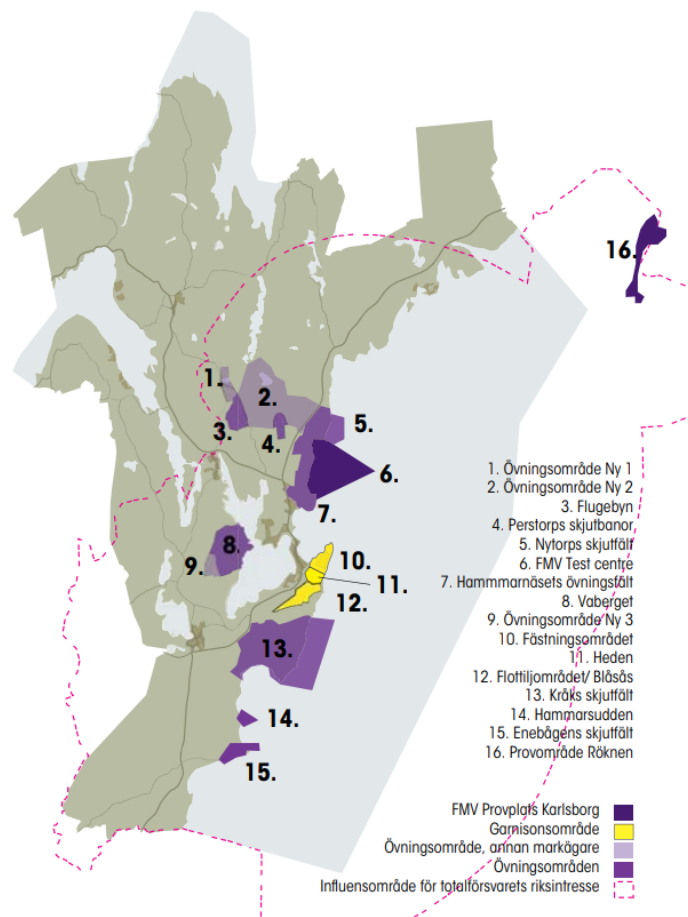 16.
1.
2.
3.
4.
5.
6.
7.
8.
9.
10.
11.
12.
13.
14.
15.
1. Övningsområde Ny 1
2. Övningsområde Ny 2
3. Flugebyn
4. Perstorps skjutbanor
5. Nytorps skjutfält
6. FMV Test centre
7. Hammmarnäsets övningsfält
8. Vaberget
9. Övningsområde Ny 3
10. Fästningsområdet
11. Heden
12. Flottiljområdet/ Blåsås
13. Kråks skjutfält
14. Hammarsudden
15. Enebågens skjutfält
16. Provområde Röknen
FMV Provplats Karlsborg
Garnisonsområde
Övningsområde, annan markägare
Övningsområden
Influensområde för totalförsvarets riksintresse